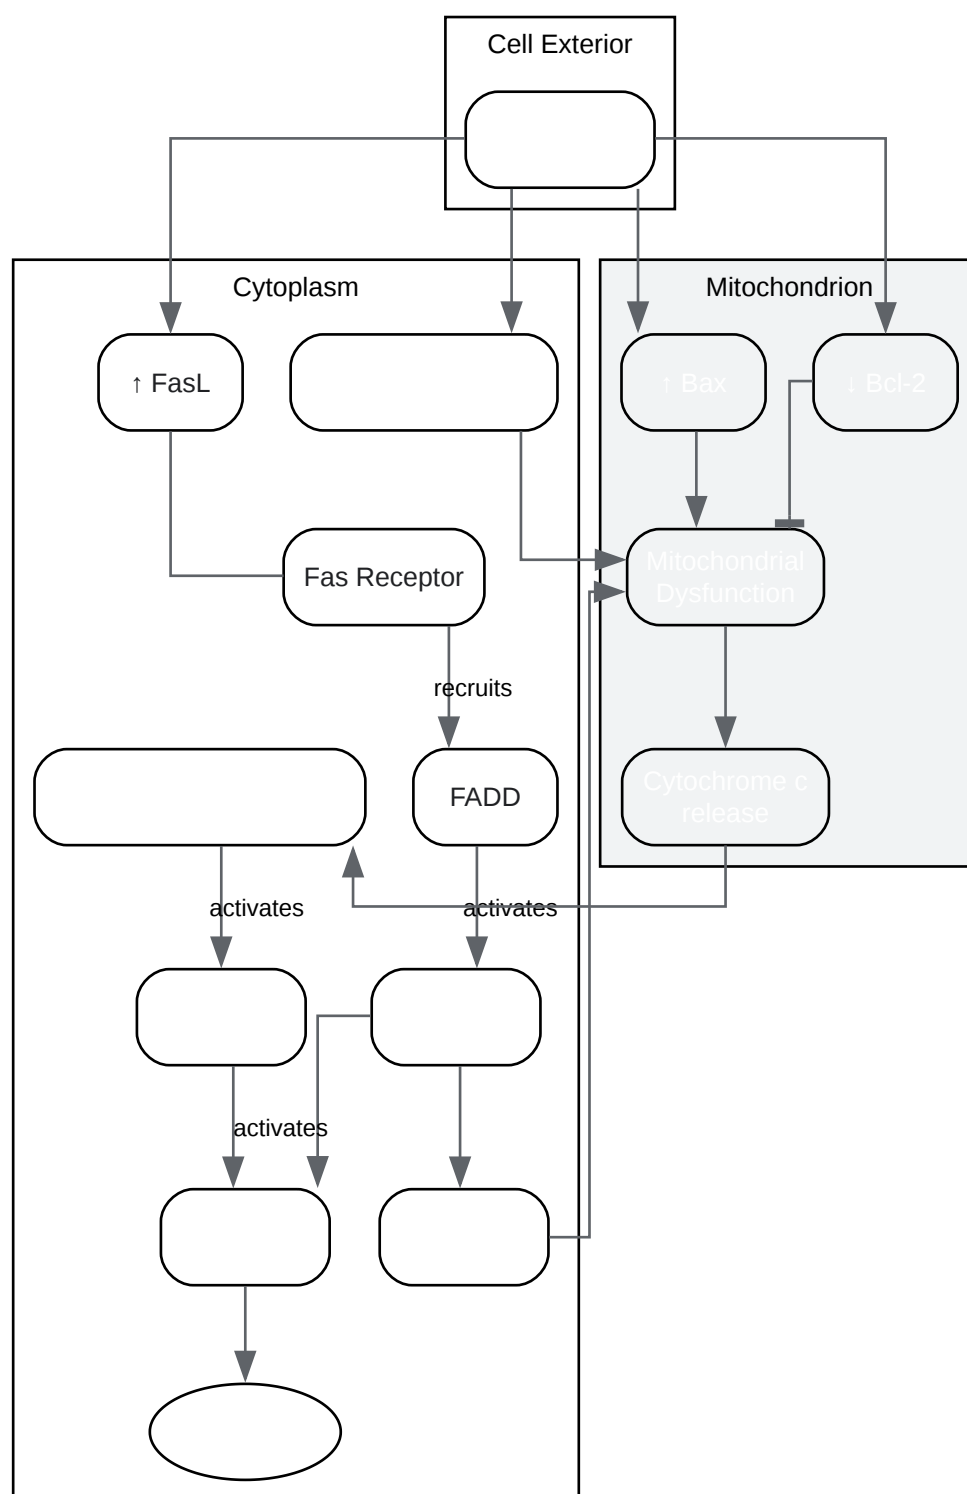 Cell Exterior
Cytoplasm
Mitochondrion
↑ FasL
↑ Bax
↓ Bcl-2
Fas Receptor
Mitochondrial
Dysfunction
recruits
FADD
Cytochrome c
release
activates
activates
activates